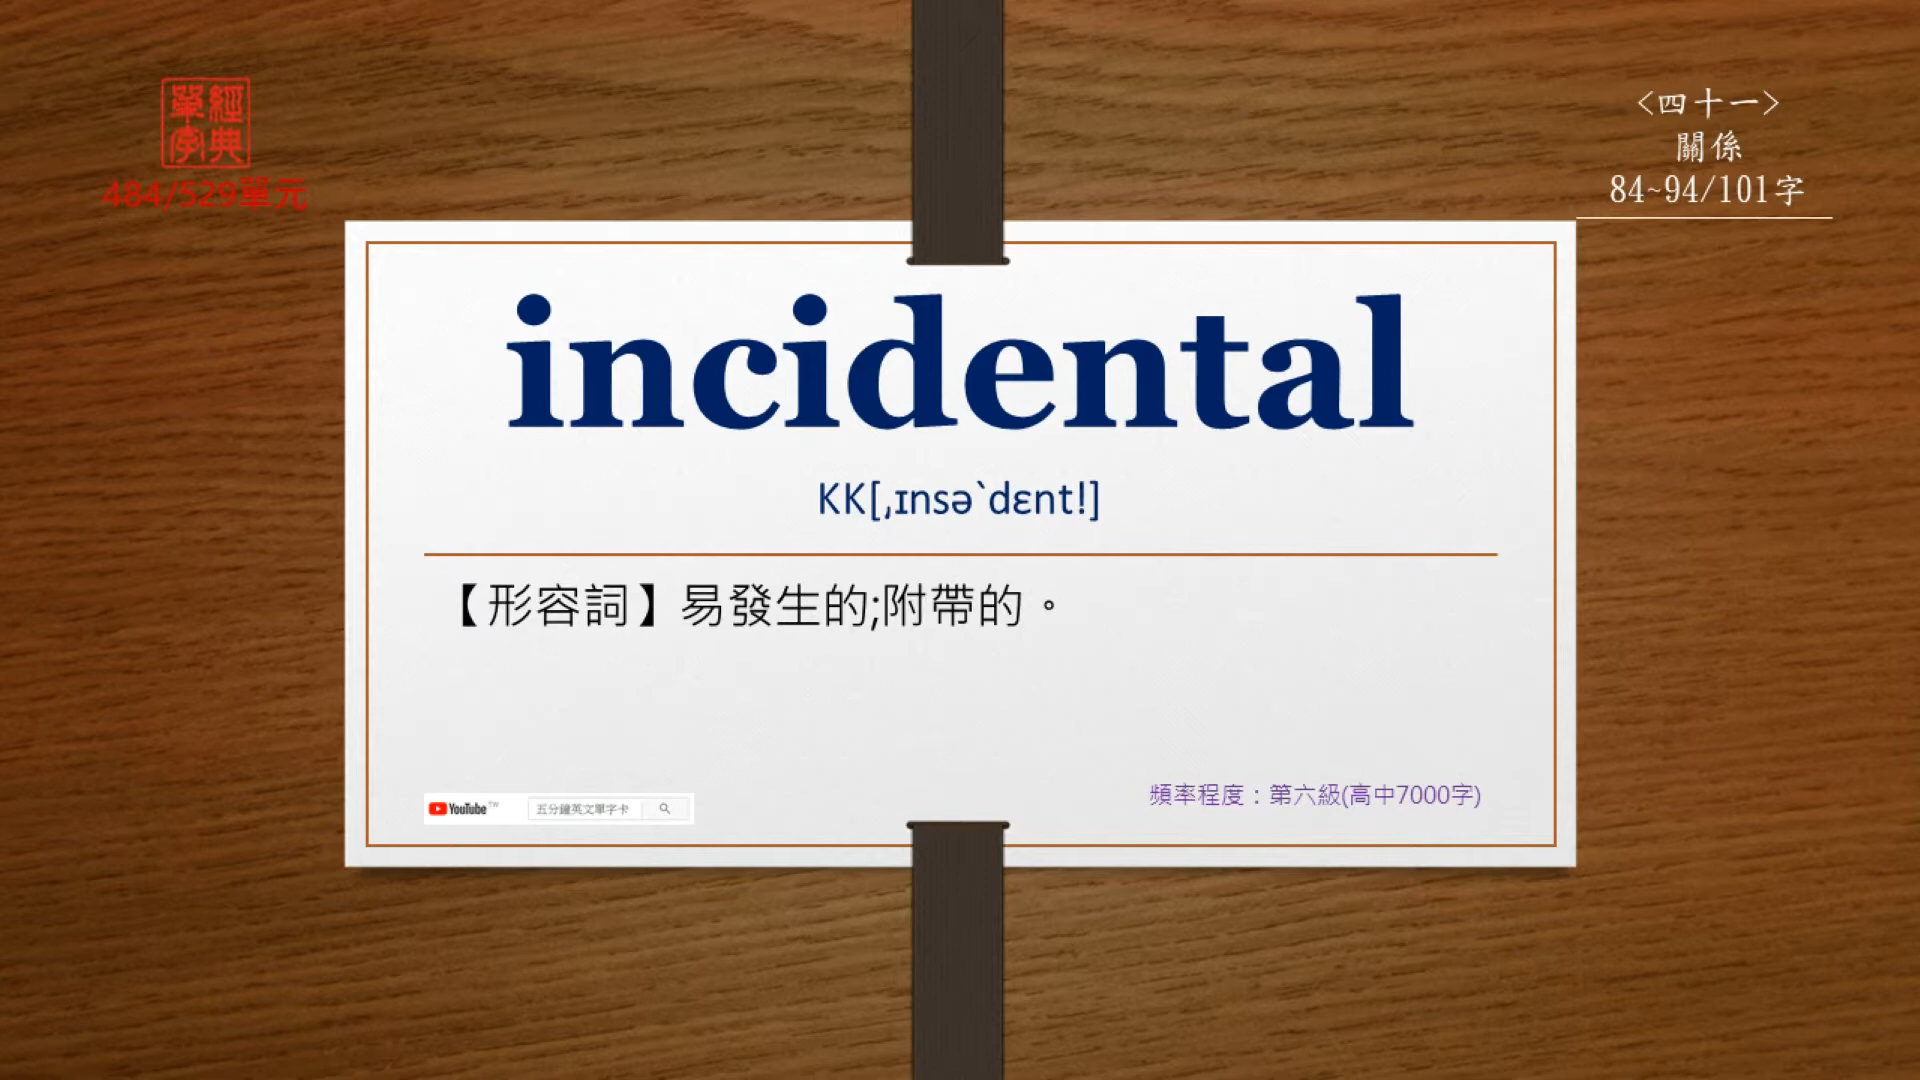 經典
單字
484/529單元
<四十一>
關係
84~94/101字
incidental
KK[͵ɪnsə`dɛnt!]
【形容詞】易發生的;附帶的。
YouTube TW
五分鐘英文單字卡
頻率程度:第六級(高中7000字)